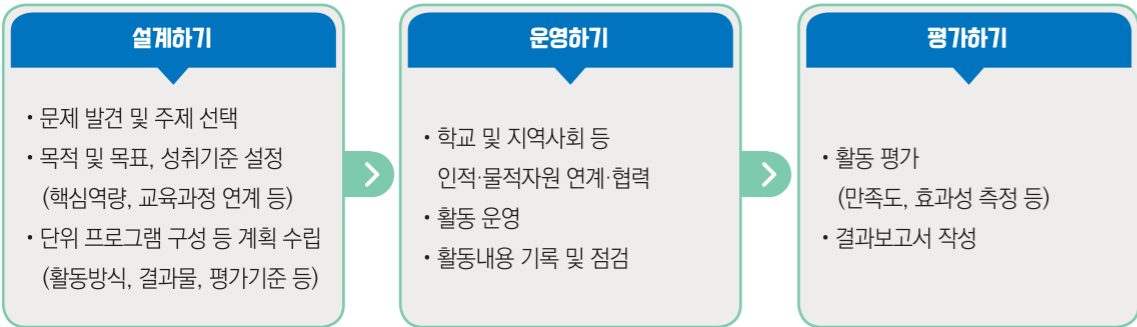 설계하기
• 문제 발견 및 주제 선택
• 목적 및 목표, 성취기준 설정
(핵심역량, 교육과정 연계 등)
• 단위 프로그램 구성 등 계획 수립
(활동방식, 결과물, 평가기준 등)
운영하기
• 학교 및 지역사회 등
인적·물적자원 연계·협력
• 활동 운영
• 활동내용 기록 및 점검
평가하기
• 활동 평가
(만족도, 효과성 측정 등)
• 결과보고서 작성